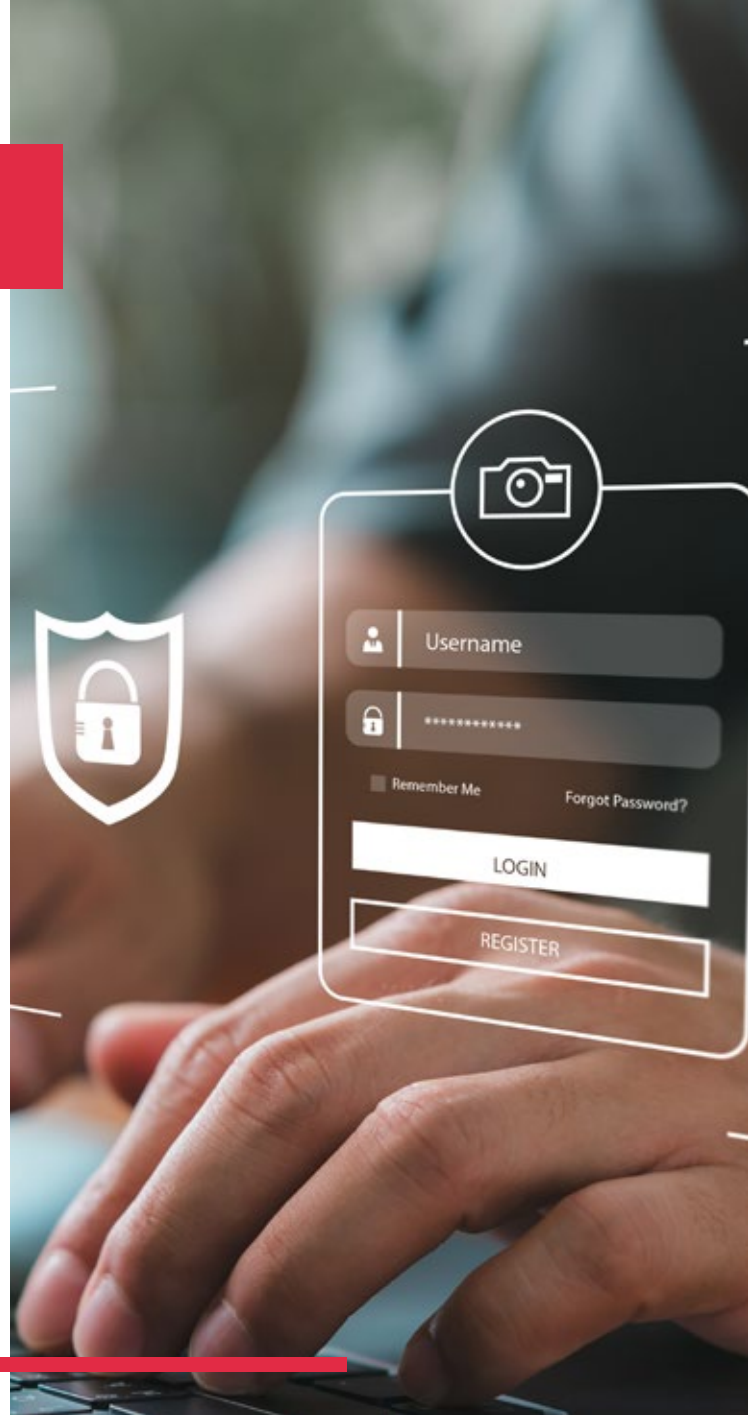 Username
************
Remember Me
Forgot Password?
LOGIN
REGISTER